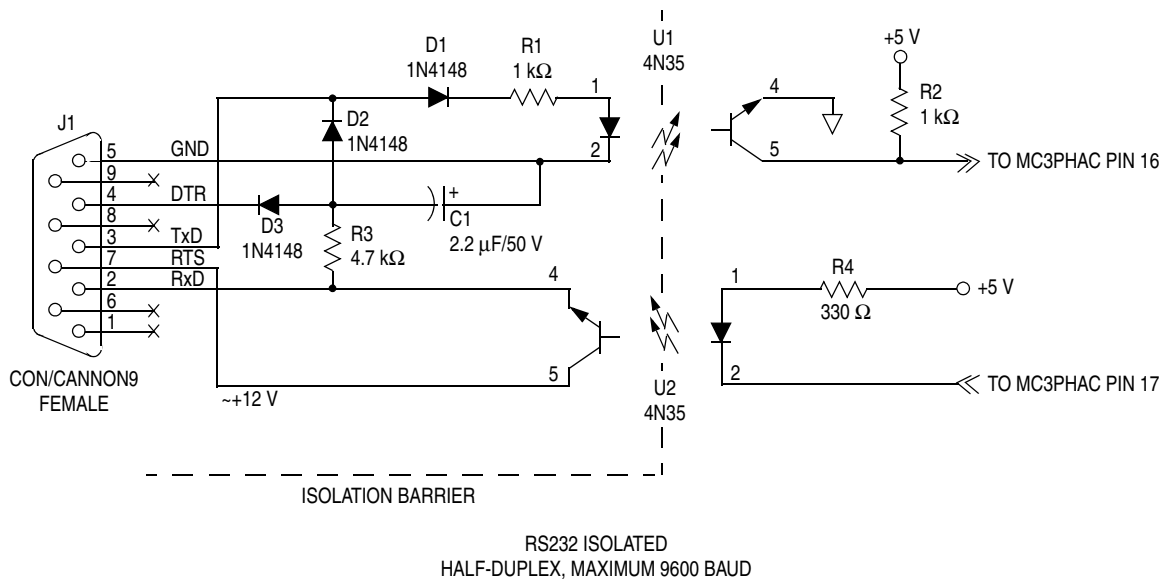 D1
1N4148
R1
1 kΩ
1
U1
4N35
+5 V
4
R2
1 kΩ
J1
D2
1N4148
5
GND
2
5
TO MC3PHAC PIN 16
9
4
DTR
+
C1
2.2 µF/50 V
8
D3
1N4148
R3
4.7 kΩ
3
TxD
7
RTS
2
RxD
4
1
R4
330 Ω
+5 V
6
1
CON/CANNON9
FEMALE
~+12 V
5
U2
4N35
2
TO MC3PHAC PIN 17
ISOLATION BARRIER
RS232 ISOLATED
HALF-DUPLEX, MAXIMUM 9600 BAUD